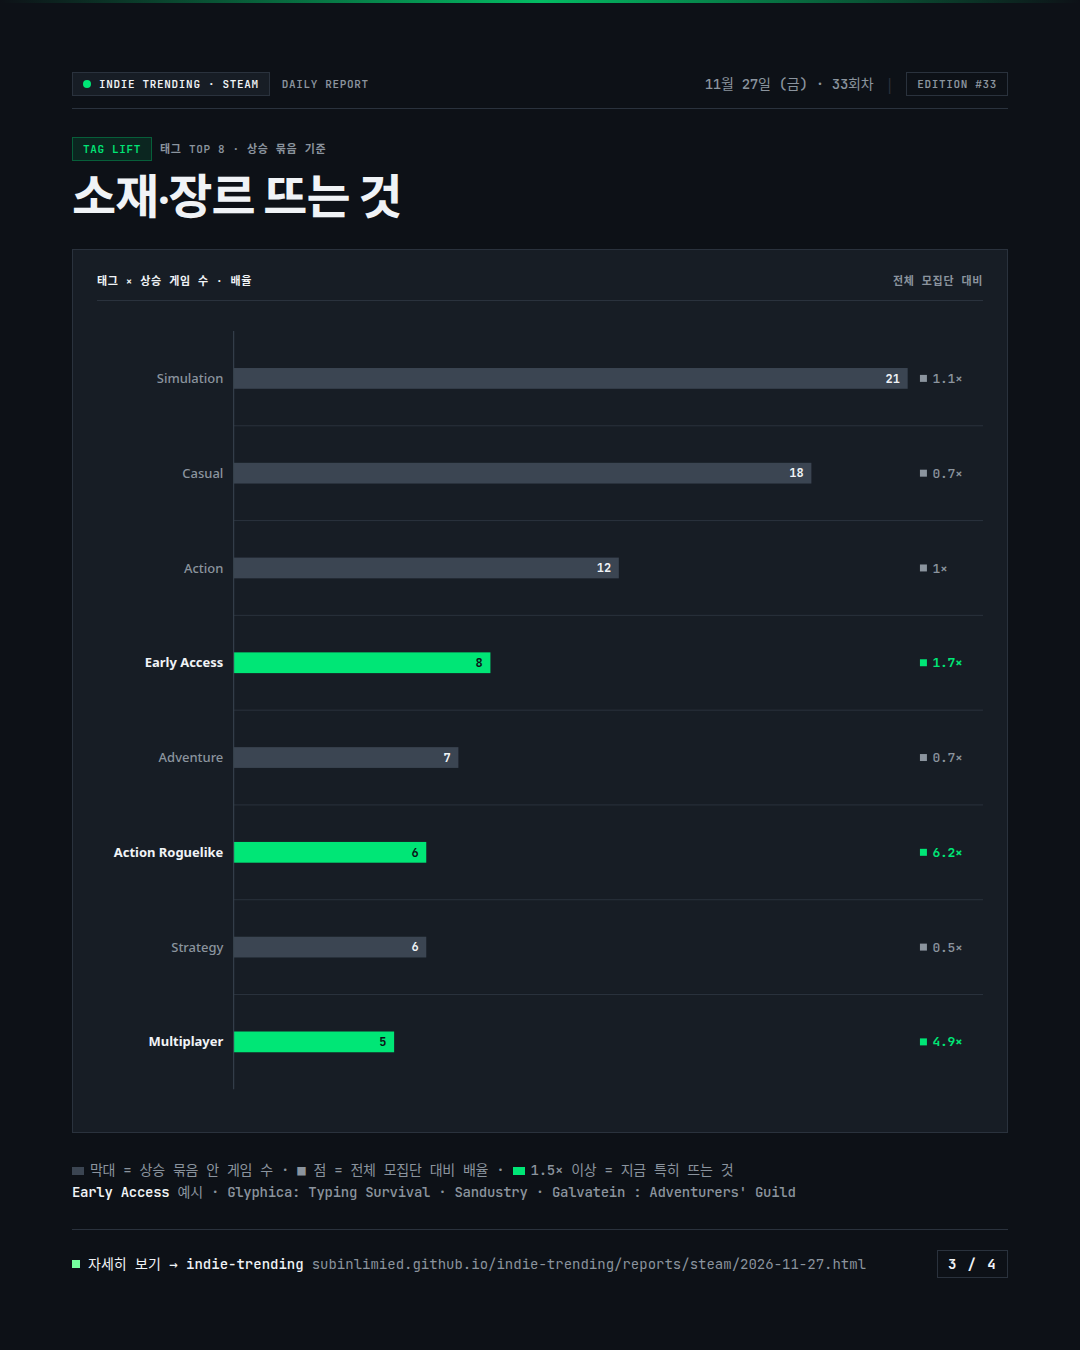 INDIE TRENDING · STEAM DAILY REPORT 11월 27일 (금) · 33회차 EDITION #33
TAG LIFT 태그 TOP 8 · 상승 묶음 기준
소재·장르 뜨는 것
태그 × 상승 게임 수 · 배율 전체 모집단 대비
Simulation 21 1.1×
Casual 18 0.7×
Action 12 1×
Early Access 8 1.7×
Adventure 7 0.7×
Action Roguelike 6 6.2×
Strategy 6 0.5×
Multiplayer 5 4.9×
막대 = 상승 묶음 안 게임 수 · 점 = 전체 모집단 대비 배율 · 1.5× 이상 = 지금 특히 뜨는 것
Early Access 예시 · Glyphica: Typing Survival · Sandustry · Galvatein : Adventurers' Guild
자세히 보기 → indie-trending subinlimied.github.io/indie-trending/reports/steam/2026-11-27.html 3 / 4